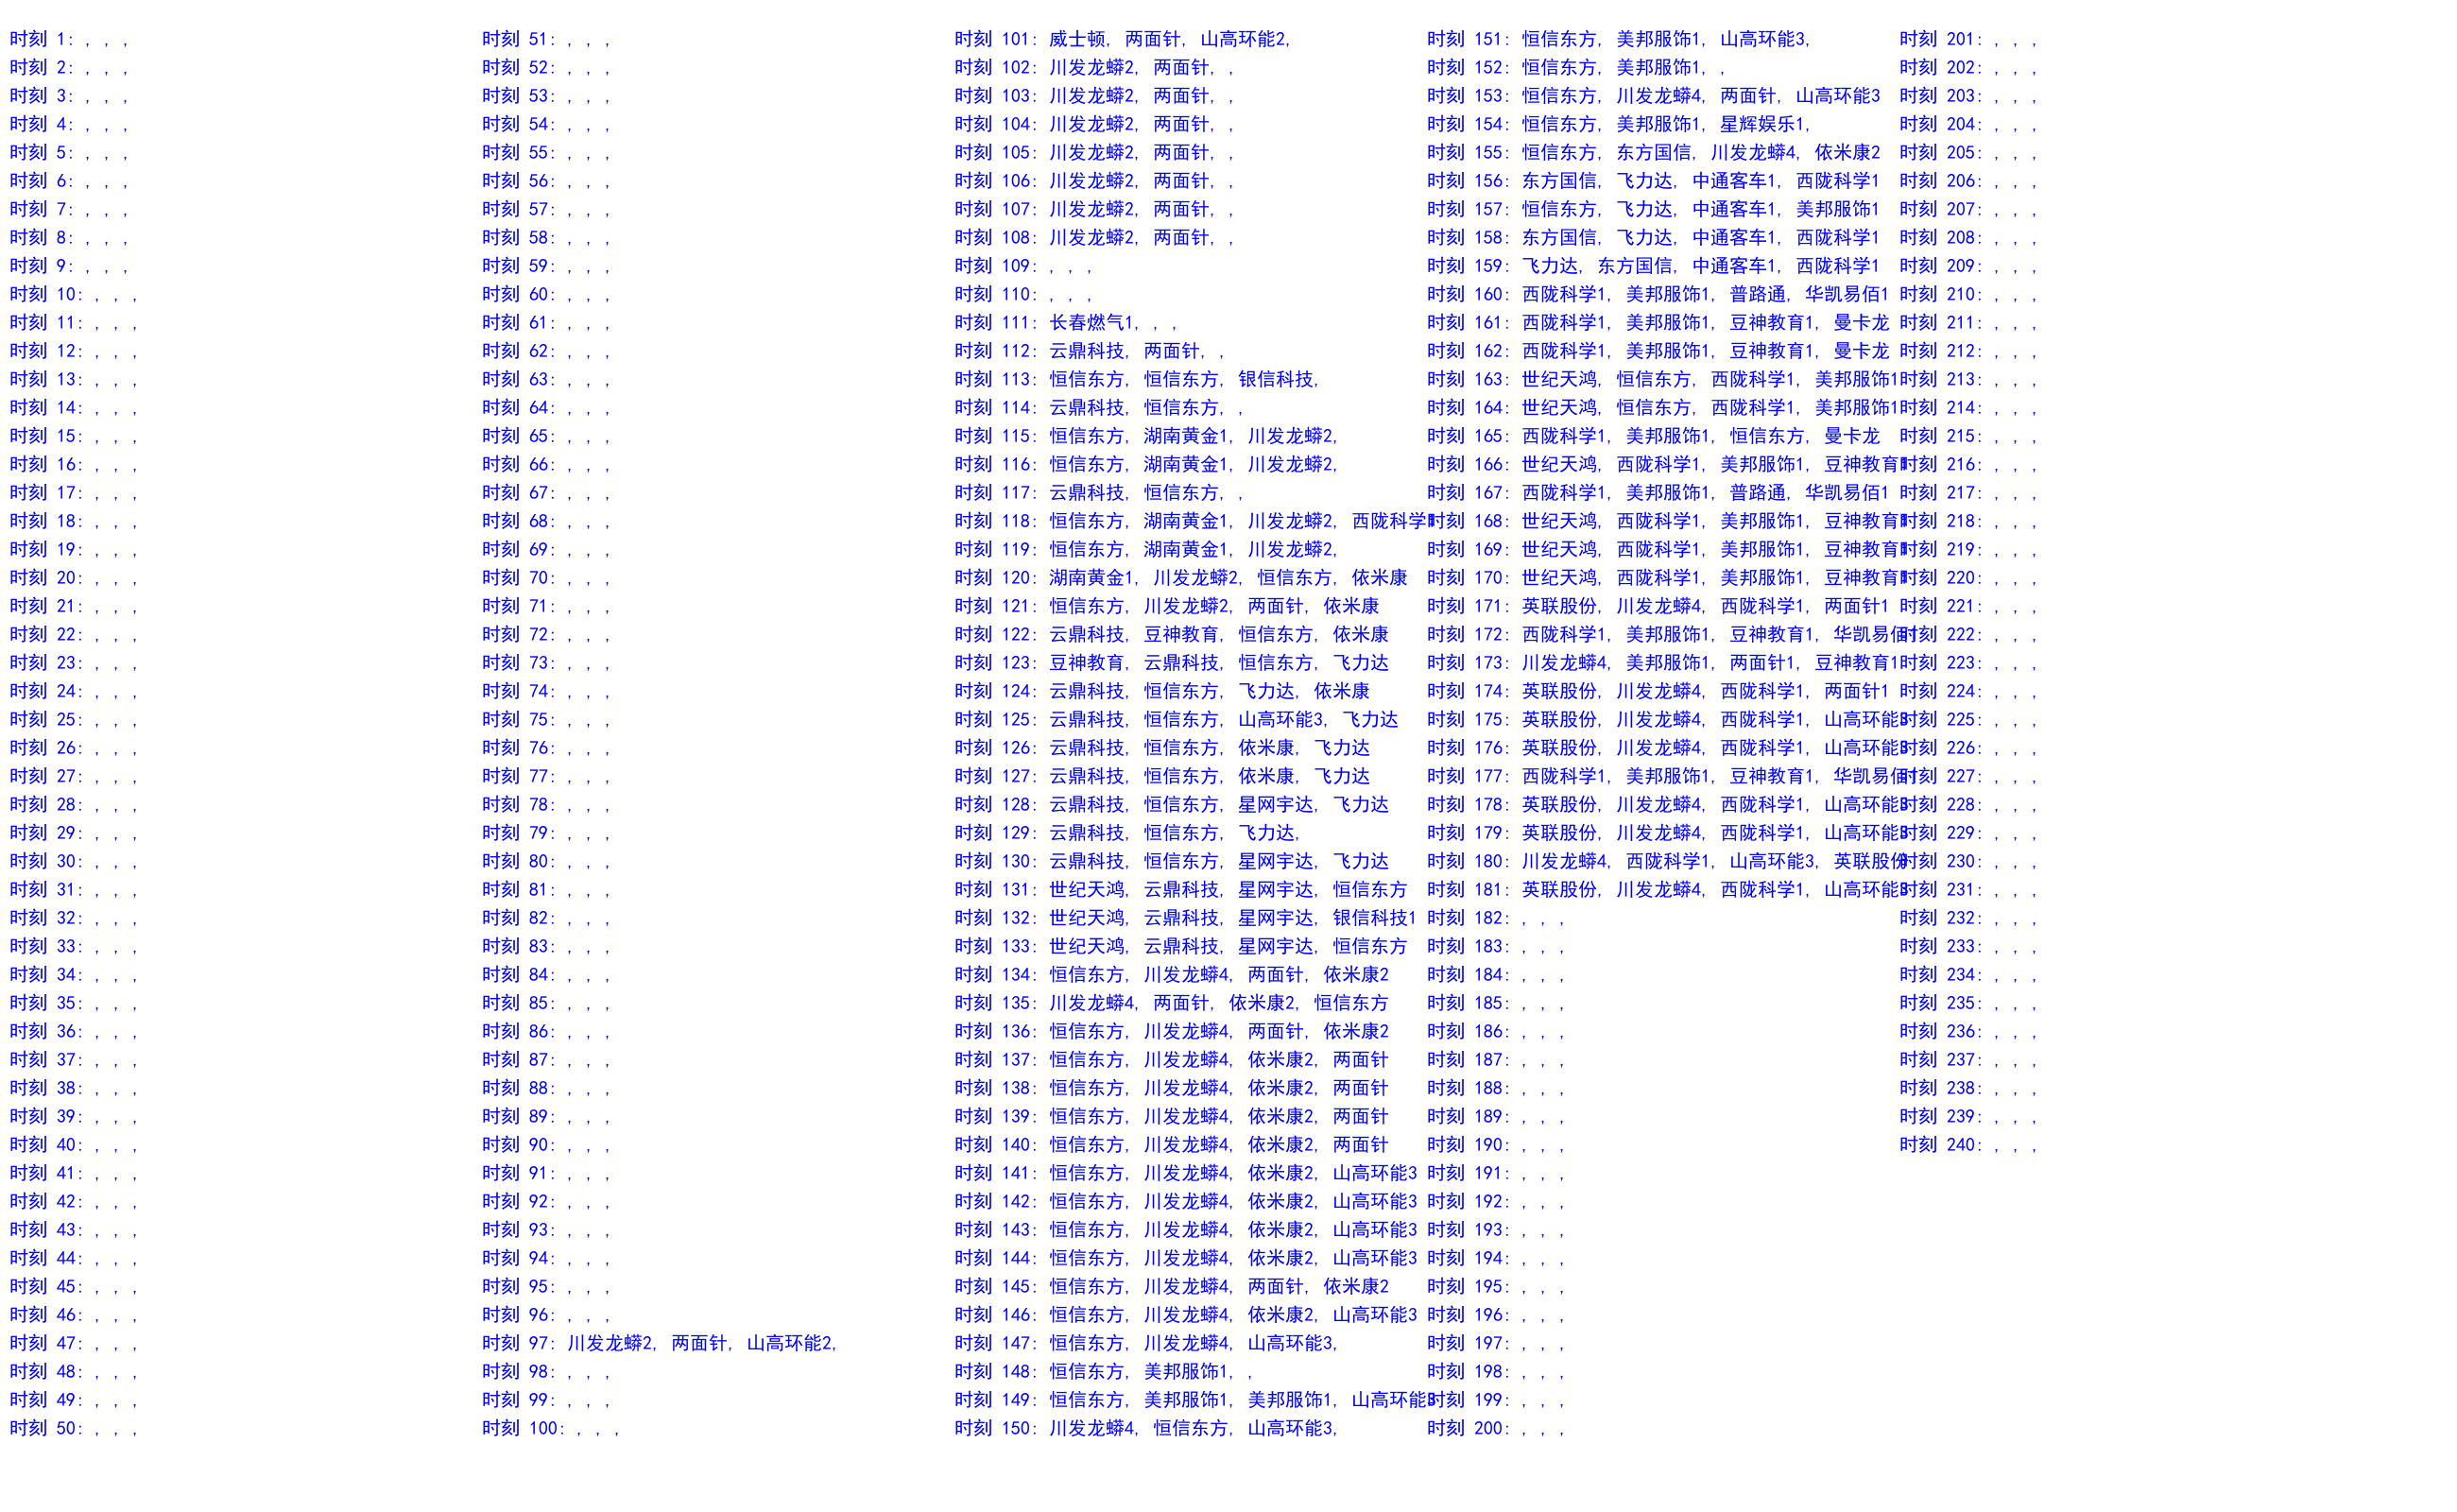 时刻 1: , , ,
时刻 2: , , ,
时刻 3: , , ,
时刻 4: , , ,
时刻 5: , , ,
时刻 6: , , ,
时刻 7: , , ,
时刻 8: , , ,
时刻 9: , , ,
时刻 10: , , ,
时刻 11: , , ,
时刻 12: , , ,
时刻 13: , , ,
时刻 14: , , ,
时刻 15: , , ,
时刻 16: , , ,
时刻 17: , , ,
时刻 18: , , ,
时刻 19: , , ,
时刻 20: , , ,
时刻 21: , , ,
时刻 22: , , ,
时刻 23: , , ,
时刻 24: , , ,
时刻 25: , , ,
时刻 26: , , ,
时刻 27: , , ,
时刻 28: , , ,
时刻 29: , , ,
时刻 30: , , ,
时刻 31: , , ,
时刻 32: , , ,
时刻 33: , , ,
时刻 34: , , ,
时刻 35: , , ,
时刻 36: , , ,
时刻 37: , , ,
时刻 38: , , ,
时刻 39: , , ,
时刻 40: , , ,
时刻 41: , , ,
时刻 42: , , ,
时刻 43: , , ,
时刻 44: , , ,
时刻 45: , , ,
时刻 46: , , ,
时刻 47: , , ,
时刻 48: , , ,
时刻 49: , , ,
时刻 50: , , ,
时刻 51: , , ,
时刻 52: , , ,
时刻 53: , , ,
时刻 54: , , ,
时刻 55: , , ,
时刻 56: , , ,
时刻 57: , , ,
时刻 58: , , ,
时刻 59: , , ,
时刻 60: , , ,
时刻 61: , , ,
时刻 62: , , ,
时刻 63: , , ,
时刻 64: , , ,
时刻 65: , , ,
时刻 66: , , ,
时刻 67: , , ,
时刻 68: , , ,
时刻 69: , , ,
时刻 70: , , ,
时刻 71: , , ,
时刻 72: , , ,
时刻 73: , , ,
时刻 74: , , ,
时刻 75: , , ,
时刻 76: , , ,
时刻 77: , , ,
时刻 78: , , ,
时刻 79: , , ,
时刻 80: , , ,
时刻 81: , , ,
时刻 82: , , ,
时刻 83: , , ,
时刻 84: , , ,
时刻 85: , , ,
时刻 86: , , ,
时刻 87: , , ,
时刻 88: , , ,
时刻 89: , , ,
时刻 90: , , ,
时刻 91: , , ,
时刻 92: , , ,
时刻 93: , , ,
时刻 94: , , ,
时刻 95: , , ,
时刻 96: , , ,
时刻 97: 川发龙蟒2, 两面针, 山高环能2,
时刻 98: , , ,
时刻 99: , , ,
时刻 100: , , ,
时刻 101: 威士顿, 两面针, 山高环能2,
时刻 102: 川发龙蟒2, 两面针, ,
时刻 103: 川发龙蟒2, 两面针, ,
时刻 104: 川发龙蟒2, 两面针, ,
时刻 105: 川发龙蟒2, 两面针, ,
时刻 106: 川发龙蟒2, 两面针, ,
时刻 107: 川发龙蟒2, 两面针, ,
时刻 108: 川发龙蟒2, 两面针, ,
时刻 109: , , ,
时刻 110: , , ,
时刻 111: 长春燃气1, , ,
时刻 112: 云鼎科技, 两面针, ,
时刻 113: 恒信东方, 恒信东方, 银信科技,
时刻 114: 云鼎科技, 恒信东方, ,
时刻 115: 恒信东方, 湖南黄金1, 川发龙蟒2,
时刻 116: 恒信东方, 湖南黄金1, 川发龙蟒2,
时刻 117: 云鼎科技, 恒信东方, ,
时刻 118: 恒信东方, 湖南黄金1, 川发龙蟒2, 西陇科学1
时刻 119: 恒信东方, 湖南黄金1, 川发龙蟒2,
时刻 120: 湖南黄金1, 川发龙蟒2, 恒信东方, 依米康
时刻 121: 恒信东方, 川发龙蟒2, 两面针, 依米康
时刻 122: 云鼎科技, 豆神教育, 恒信东方, 依米康
时刻 123: 豆神教育, 云鼎科技, 恒信东方, 飞力达
时刻 124: 云鼎科技, 恒信东方, 飞力达, 依米康
时刻 125: 云鼎科技, 恒信东方, 山高环能3, 飞力达
时刻 126: 云鼎科技, 恒信东方, 依米康, 飞力达
时刻 127: 云鼎科技, 恒信东方, 依米康, 飞力达
时刻 128: 云鼎科技, 恒信东方, 星网宇达, 飞力达
时刻 129: 云鼎科技, 恒信东方, 飞力达,
时刻 130: 云鼎科技, 恒信东方, 星网宇达, 飞力达
时刻 131: 世纪天鸿, 云鼎科技, 星网宇达, 恒信东方
时刻 132: 世纪天鸿, 云鼎科技, 星网宇达, 银信科技1
时刻 133: 世纪天鸿, 云鼎科技, 星网宇达, 恒信东方
时刻 134: 恒信东方, 川发龙蟒4, 两面针, 依米康2
时刻 135: 川发龙蟒4, 两面针, 依米康2, 恒信东方
时刻 136: 恒信东方, 川发龙蟒4, 两面针, 依米康2
时刻 137: 恒信东方, 川发龙蟒4, 依米康2, 两面针
时刻 138: 恒信东方, 川发龙蟒4, 依米康2, 两面针
时刻 139: 恒信东方, 川发龙蟒4, 依米康2, 两面针
时刻 140: 恒信东方, 川发龙蟒4, 依米康2, 两面针
时刻 141: 恒信东方, 川发龙蟒4, 依米康2, 山高环能3
时刻 142: 恒信东方, 川发龙蟒4, 依米康2, 山高环能3
时刻 143: 恒信东方, 川发龙蟒4, 依米康2, 山高环能3
时刻 144: 恒信东方, 川发龙蟒4, 依米康2, 山高环能3
时刻 145: 恒信东方, 川发龙蟒4, 两面针, 依米康2
时刻 146: 恒信东方, 川发龙蟒4, 依米康2, 山高环能3
时刻 147: 恒信东方, 川发龙蟒4, 山高环能3,
时刻 148: 恒信东方, 美邦服饰1, ,
时刻 149: 恒信东方, 美邦服饰1, 美邦服饰1, 山高环能3
时刻 150: 川发龙蟒4, 恒信东方, 山高环能3,
时刻 151: 恒信东方, 美邦服饰1, 山高环能3,
时刻 152: 恒信东方, 美邦服饰1, ,
时刻 153: 恒信东方, 川发龙蟒4, 两面针, 山高环能3
时刻 154: 恒信东方, 美邦服饰1, 星辉娱乐1,
时刻 155: 恒信东方, 东方国信, 川发龙蟒4, 依米康2
时刻 156: 东方国信, 飞力达, 中通客车1, 西陇科学1
时刻 157: 恒信东方, 飞力达, 中通客车1, 美邦服饰1
时刻 158: 东方国信, 飞力达, 中通客车1, 西陇科学1
时刻 159: 飞力达, 东方国信, 中通客车1, 西陇科学1
时刻 160: 西陇科学1, 美邦服饰1, 普路通, 华凯易佰1
时刻 161: 西陇科学1, 美邦服饰1, 豆神教育1, 曼卡龙
时刻 162: 西陇科学1, 美邦服饰1, 豆神教育1, 曼卡龙
时刻 163: 世纪天鸿, 恒信东方, 西陇科学1, 美邦服饰1
时刻 164: 世纪天鸿, 恒信东方, 西陇科学1, 美邦服饰1
时刻 165: 西陇科学1, 美邦服饰1, 恒信东方, 曼卡龙
时刻 166: 世纪天鸿, 西陇科学1, 美邦服饰1, 豆神教育1
时刻 167: 西陇科学1, 美邦服饰1, 普路通, 华凯易佰1
时刻 168: 世纪天鸿, 西陇科学1, 美邦服饰1, 豆神教育1
时刻 169: 世纪天鸿, 西陇科学1, 美邦服饰1, 豆神教育1
时刻 170: 世纪天鸿, 西陇科学1, 美邦服饰1, 豆神教育1
时刻 171: 英联股份, 川发龙蟒4, 西陇科学1, 两面针1
时刻 172: 西陇科学1, 美邦服饰1, 豆神教育1, 华凯易佰1
时刻 173: 川发龙蟒4, 美邦服饰1, 两面针1, 豆神教育1
时刻 174: 英联股份, 川发龙蟒4, 西陇科学1, 两面针1
时刻 175: 英联股份, 川发龙蟒4, 西陇科学1, 山高环能3
时刻 176: 英联股份, 川发龙蟒4, 西陇科学1, 山高环能3
时刻 177: 西陇科学1, 美邦服饰1, 豆神教育1, 华凯易佰1
时刻 178: 英联股份, 川发龙蟒4, 西陇科学1, 山高环能3
时刻 179: 英联股份, 川发龙蟒4, 西陇科学1, 山高环能3
时刻 180: 川发龙蟒4, 西陇科学1, 山高环能3, 英联股份
时刻 181: 英联股份, 川发龙蟒4, 西陇科学1, 山高环能3
时刻 182: , , ,
时刻 183: , , ,
时刻 184: , , ,
时刻 185: , , ,
时刻 186: , , ,
时刻 187: , , ,
时刻 188: , , ,
时刻 189: , , ,
时刻 190: , , ,
时刻 191: , , ,
时刻 192: , , ,
时刻 193: , , ,
时刻 194: , , ,
时刻 195: , , ,
时刻 196: , , ,
时刻 197: , , ,
时刻 198: , , ,
时刻 199: , , ,
时刻 200: , , ,
时刻 201: , , ,
时刻 202: , , ,
时刻 203: , , ,
时刻 204: , , ,
时刻 205: , , ,
时刻 206: , , ,
时刻 207: , , ,
时刻 208: , , ,
时刻 209: , , ,
时刻 210: , , ,
时刻 211: , , ,
时刻 212: , , ,
时刻 213: , , ,
时刻 214: , , ,
时刻 215: , , ,
时刻 216: , , ,
时刻 217: , , ,
时刻 218: , , ,
时刻 219: , , ,
时刻 220: , , ,
时刻 221: , , ,
时刻 222: , , ,
时刻 223: , , ,
时刻 224: , , ,
时刻 225: , , ,
时刻 226: , , ,
时刻 227: , , ,
时刻 228: , , ,
时刻 229: , , ,
时刻 230: , , ,
时刻 231: , , ,
时刻 232: , , ,
时刻 233: , , ,
时刻 234: , , ,
时刻 235: , , ,
时刻 236: , , ,
时刻 237: , , ,
时刻 238: , , ,
时刻 239: , , ,
时刻 240: , , ,